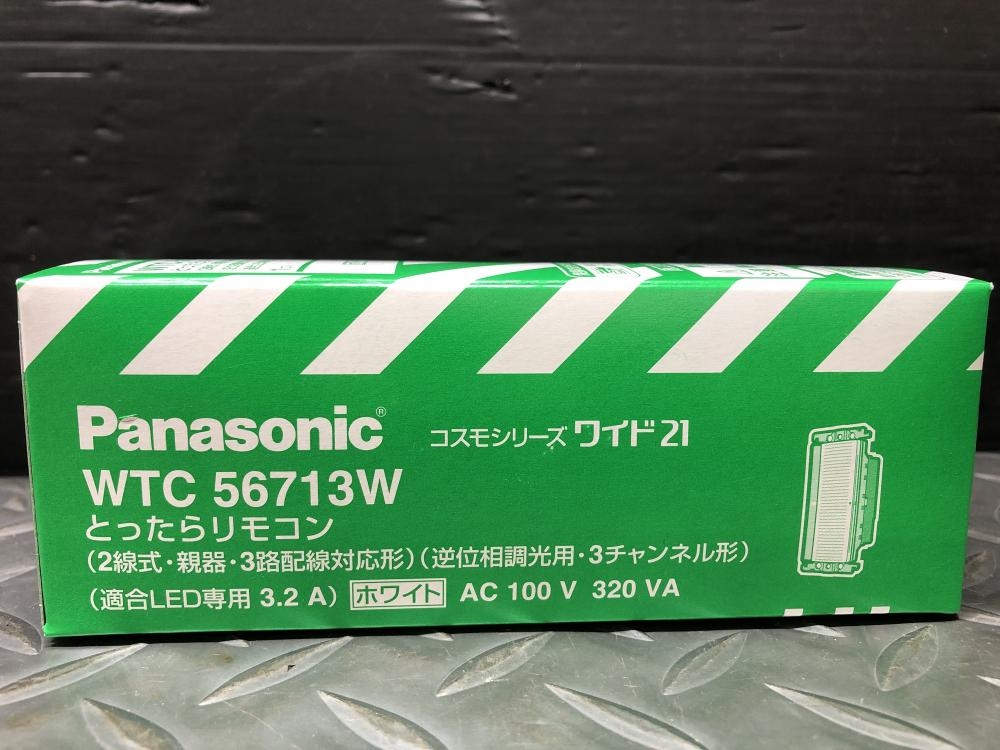 Panasonic® コスモシリーズ ワイド21
WTC 56713W
とったらリモコン
(2線式・親器・3路配線対応形)(逆位相調光用・3チャンネル形)
(適合LED専用 3.2 A) ホワイト AC 100 V 320 VA